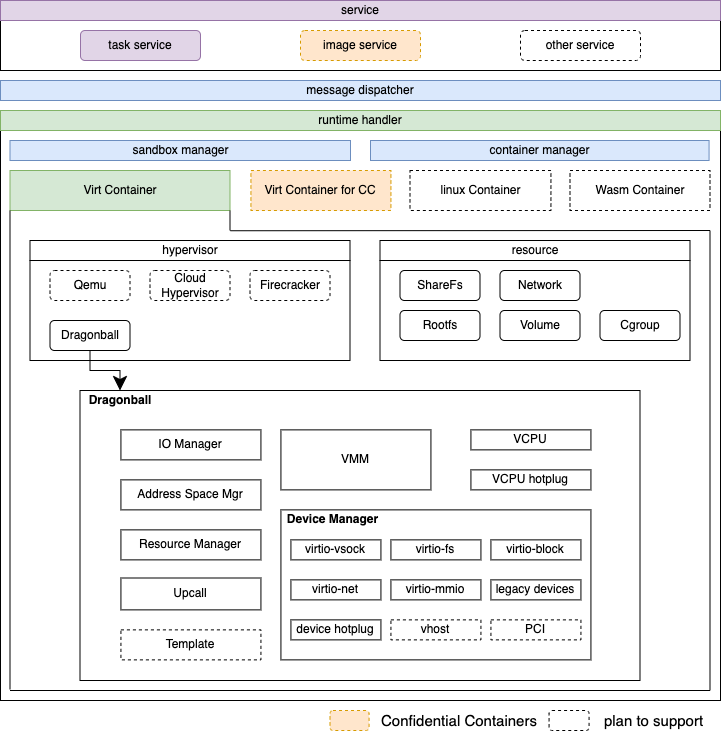 service
task service
image service
other service
message dispatcher
runtime handler
sandbox manager
container manager
Virt Container
Virt Container for CC
linux Container
Wasm Container
hypervisor
Qemu
Cloud
Hypervisor
Firecracker
Dragonball
resource
ShareFs
Network
Rootfs
Volume
Cgroup
Dragonball
IO Manager
Address Space Mgr
Resource Manager
Upcall
Template
VMM
VCPU
VCPU hotplug
Device Manager
virtio-vsock
virtio-fs
virtio-block
virtio-net
virtio-mmio
legacy devices
device hotplug
vhost
PCI
Confidential Containers
plan to support